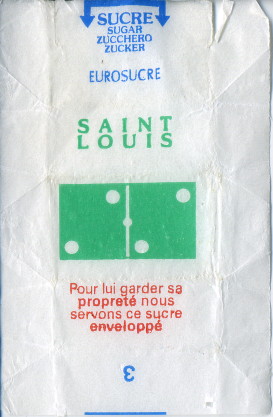 SUCRE
SUGAR
ZUCCHERO
ZUCKER
EUROSUCRE
SAINT
LOUIS
Pour lui garder sa
propreté nous
servons ce sucre
enveloppé
3